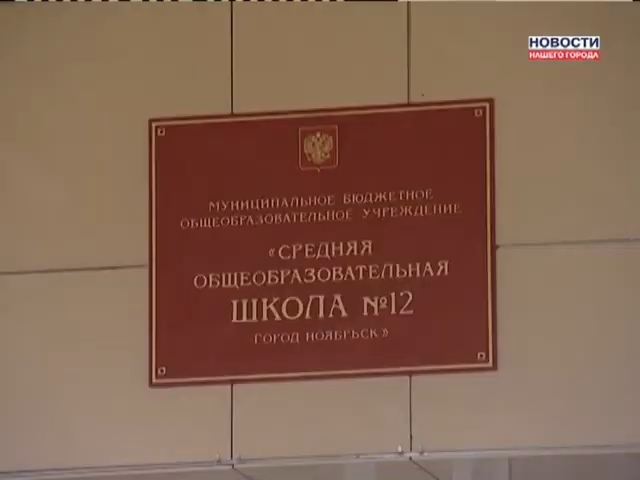 НОВОСТИ
НАШЕГО ГОРОДА
МУНИЦИПАЛЬНОЕ БЮДЖЕТНОЕ
ОБЩЕОБРАЗОВАТЕЛЬНОЕ УЧРЕЖДЕНИЕ
«СРЕДНЯЯ
ОБЩЕОБРАЗОВАТЕЛЬНАЯ
ШКОЛА №12
ГОРОД НОЯБРЬСК»